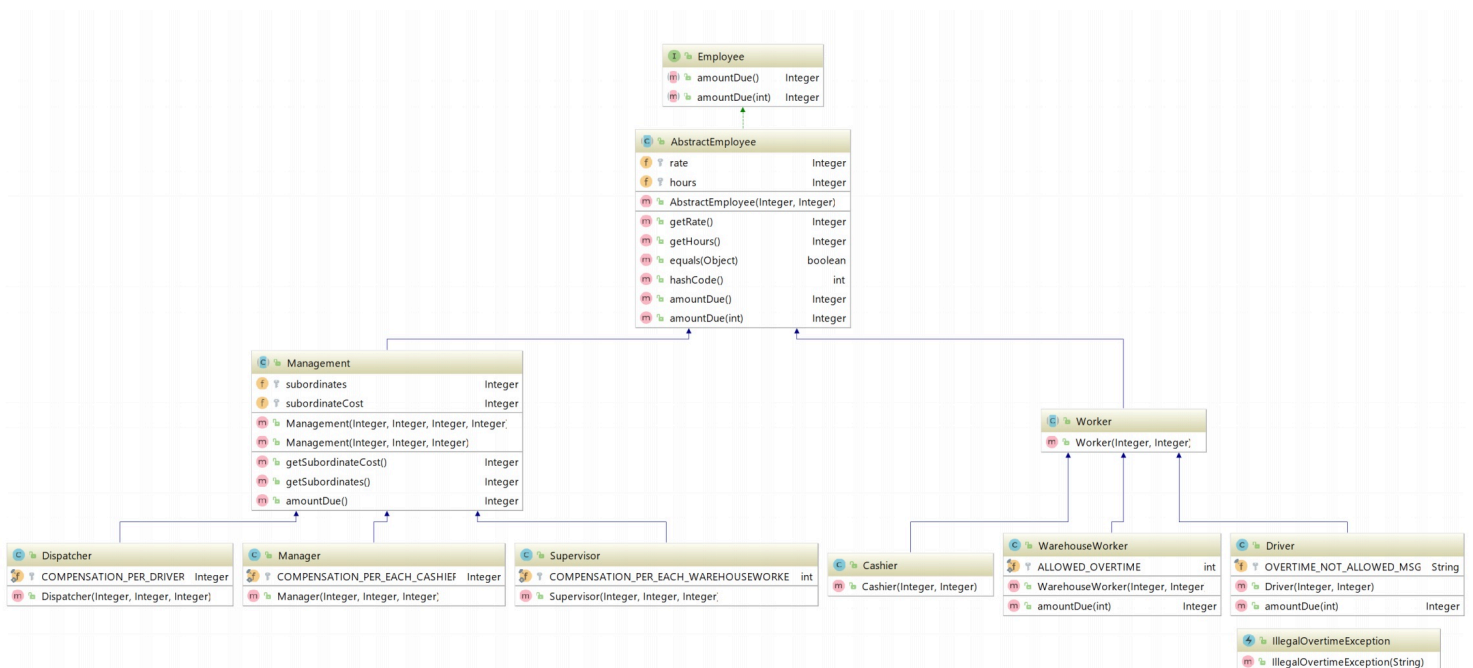 Employee
amountDue() Integer
amountDue(int) Integer
AbstractEmployee
rate Integer
hours Integer
AbstractEmployee(Integer, Integer)
getRate() Integer
getHours() Integer
equals(Object) boolean
hashCode() int
amountDue() Integer
amountDue(int) Integer
Management
subordinates Integer
subordinateCost Integer
Management(Integer, Integer, Integer, Integer)
Management(Integer, Integer, Integer)
getSubordinateCost() Integer
getSubordinates() Integer
amountDue() Integer
Worker
Worker(Integer, Integer)
Dispatcher
COMPENSATION_PER_DRIVER Integer
Dispatcher(Integer, Integer, Integer)
Manager
COMPENSATION_PER_EACH_CASHIER Integer
Manager(Integer, Integer, Integer)
Supervisor
COMPENSATION_PER_EACH_WAREHOUSEWORKE int
Supervisor(Integer, Integer, Integer)
Cashier
Cashier(Integer, Integer)
WarehouseWorker
ALLOWED_OVERTIME int
WarehouseWorker(Integer, Integer
amountDue(int) Integer
Driver
OVERTIME_NOT_ALLOWED_MSG String
Driver(Integer, Integer)
amountDue(int) Integer
IllegalOvertimeException
IllegalOvertimeException(String)